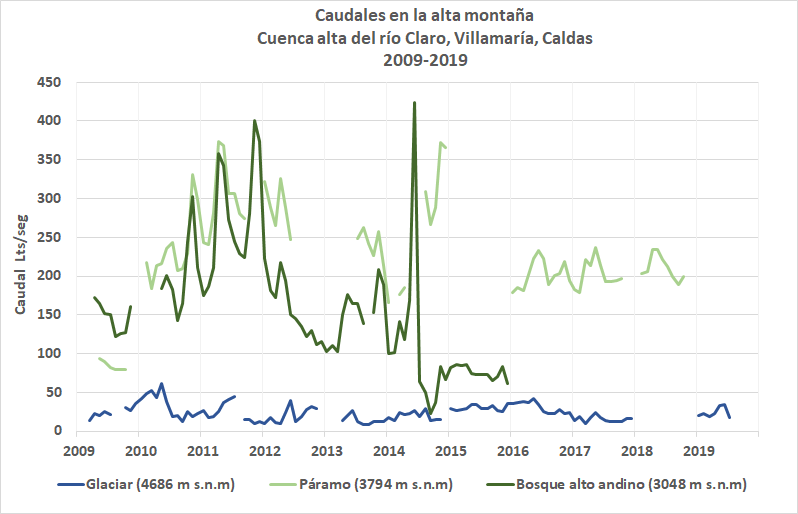 Caudales en la alta montaña
Cuenca alta del río Claro, Villamaría, Caldas
2009-2019
450
400
350
300
250
200
150
100
50
0
Caudal Lts/seg
2009 2010 2011 2012 2013 2014 2015 2016 2017 2018 2019
Glaciar (4686 m s.n.m) Páramo (3794 m s.n.m) Bosque alto andino (3048 m s.n.m)